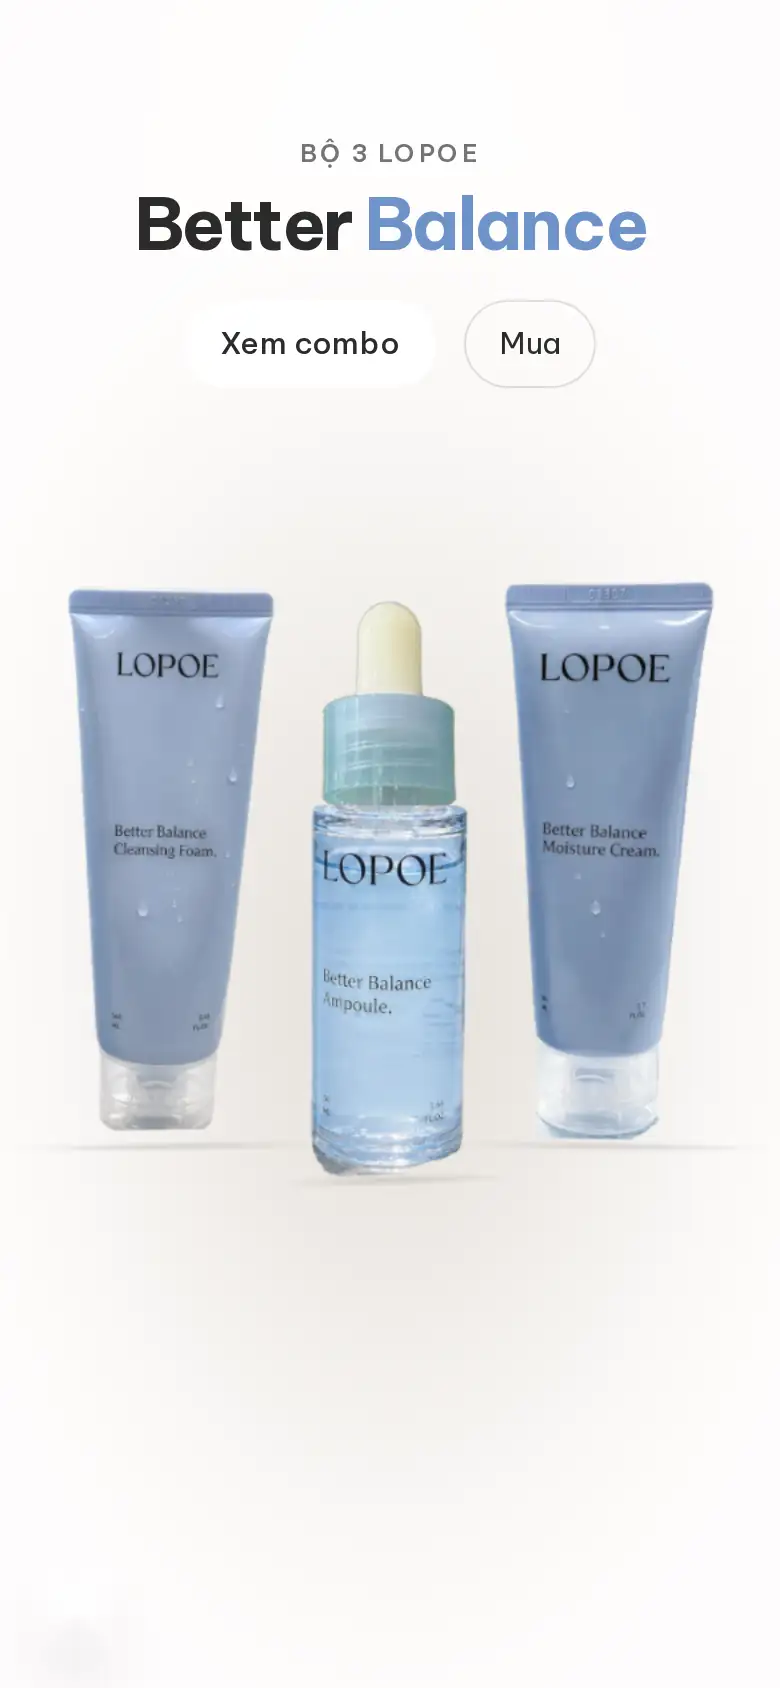 BỘ 3 LOPOE
Better Balance
Xem combo
Mua
LOPOE
Better Balance
Cleansing Foam.
LOPOE
Better Balance
Ampoule.
LOPOE
Better Balance
Moisture Cream.